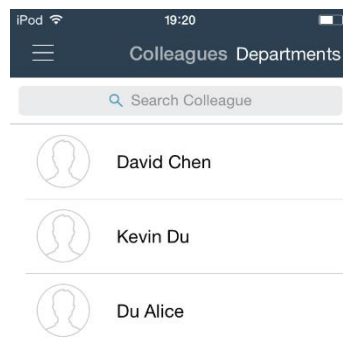 iPod 19:20
Colleagues Departments
Search Colleague
David Chen
Kevin Du
Du Alice